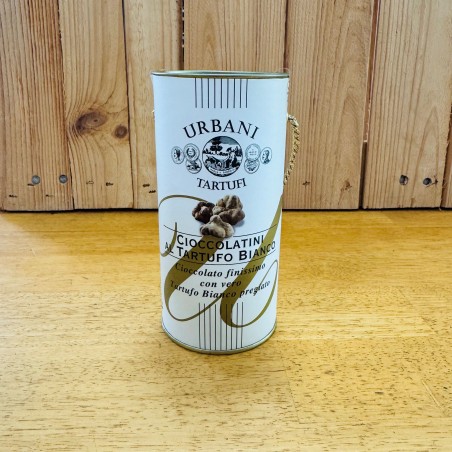 URBANI
TARTUFI
CIOCCOLATINI
AL TARTUFO BIANCO
Cioccolato finissimo
con vero
Tartufo Bianco pregiato